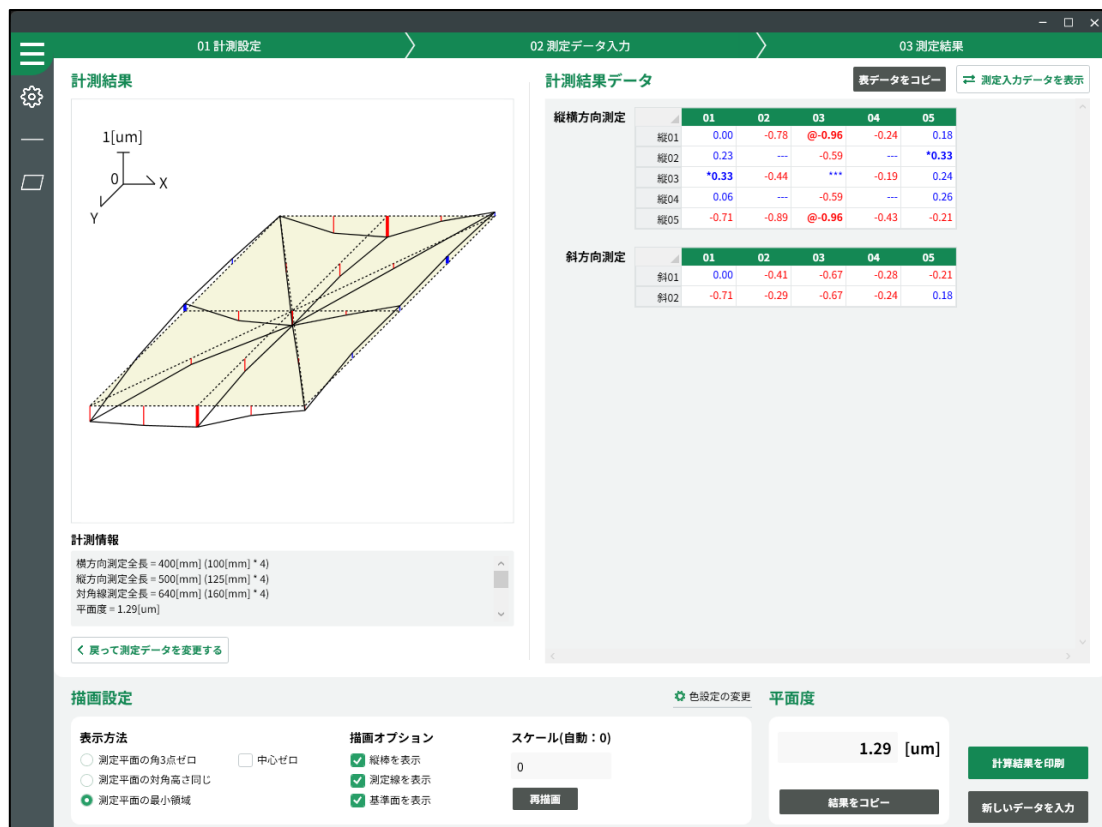 01 計測設定
02 測定データ入力
03 測定結果
計測結果
1[um]
0
X
Y
計測情報
横方向測定全長 = 400[mm] (100[mm] * 4)
縦方向測定全長 = 500[mm] (125[mm] * 4)
対角線測定全長 = 640[mm] (160[mm] * 4)
平面度 = 1.29[um]
戻って測定データを変更する
計測結果データ
表データをコピー
測定入力データを表示
縦横方向測定
01 02 03 04 05
縦01 0.00 -0.78 @-0.96 -0.24 0.18
縦02 0.23 --- -0.59 --- *0.33
縦03 *0.33 -0.44 *** -0.19 0.24
縦04 0.06 --- -0.59 --- 0.26
縦05 -0.71 -0.89 @-0.96 -0.43 -0.21
斜方向測定
01 02 03 04 05
斜01 0.00 -0.41 -0.67 -0.28 -0.21
斜02 -0.71 -0.29 -0.67 -0.24 0.18
描画設定
色設定の変更
表示方法
測定平面の角3点ゼロ
中心ゼロ
測定平面の対角高さ同じ
測定平面の最小領域
描画オプション
縦棒を表示
測定線を表示
基準面を表示
スケール(自動：0)
0
再描画
平面度
1.29 [um]
結果をコピー
計算結果を印刷
新しいデータを入力